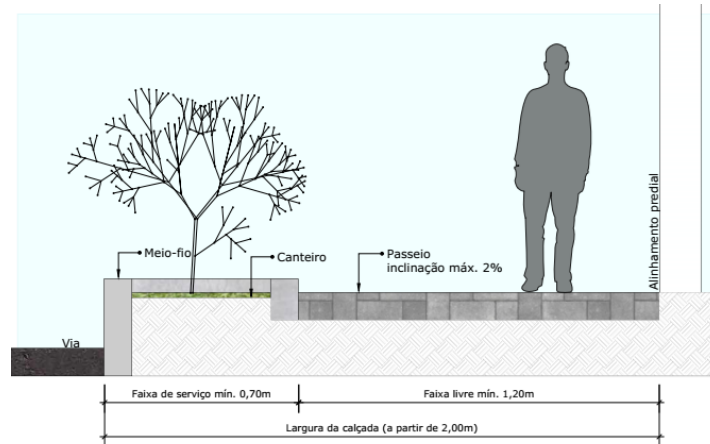 Alinhamento predial
Meio-fio
Canteiro
Passeio
inclinação máx. 2%
Via
Faixa de serviço mín. 0,70m
Faixa livre mín. 1,20m
Largura da calçada (a partir de 2,00m)